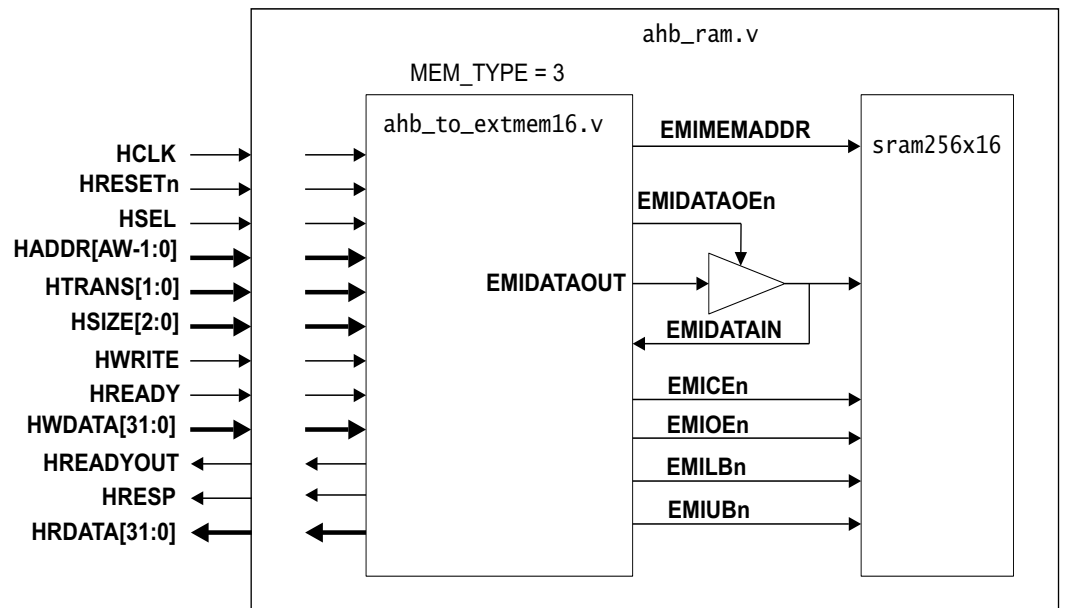 ahb_ram.v
MEM_TYPE = 3
ahb_to_extmem16.v
sram256x16
HCLK
HRESETn
HSEL
HADDR[AW-1:0]
HTRANS[1:0]
HSIZE[2:0]
HWRITE
HREADY
HWDATA[31:0]
HREADYOUT
HRESP
HRDATA[31:0]
EMIMEMADDR
EMIDATAOEn
EMIDATAOUT
EMIDATAIN
EMICEn
EMIOEn
EMILBn
EMIUBn